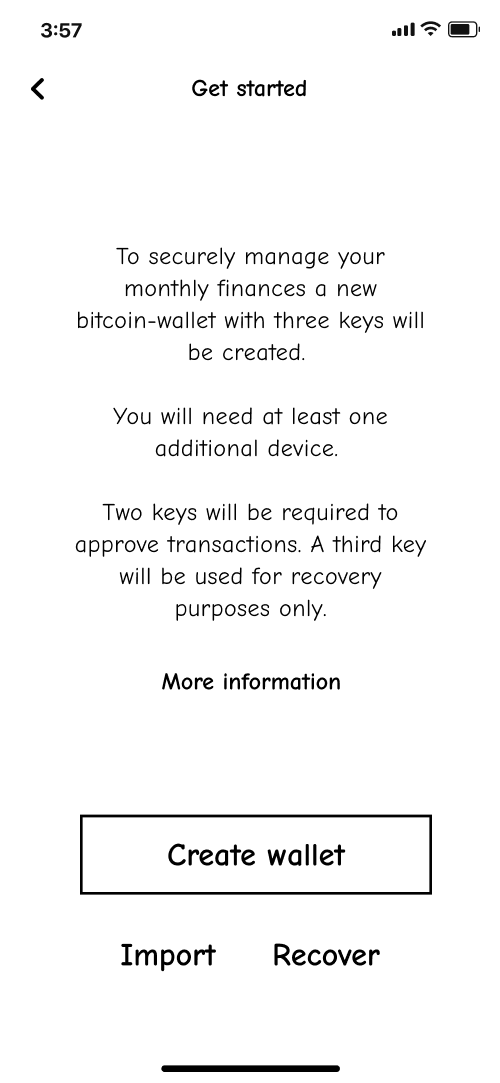 3:57
Get started
To securely manage your
monthly finances a new
bitcoin-wallet with three keys will
be created.
You will need at least one
additional device.
Two keys will be required to
approve transactions. A third key
will be used for recovery
purposes only.
More information
Create wallet
Import Recover